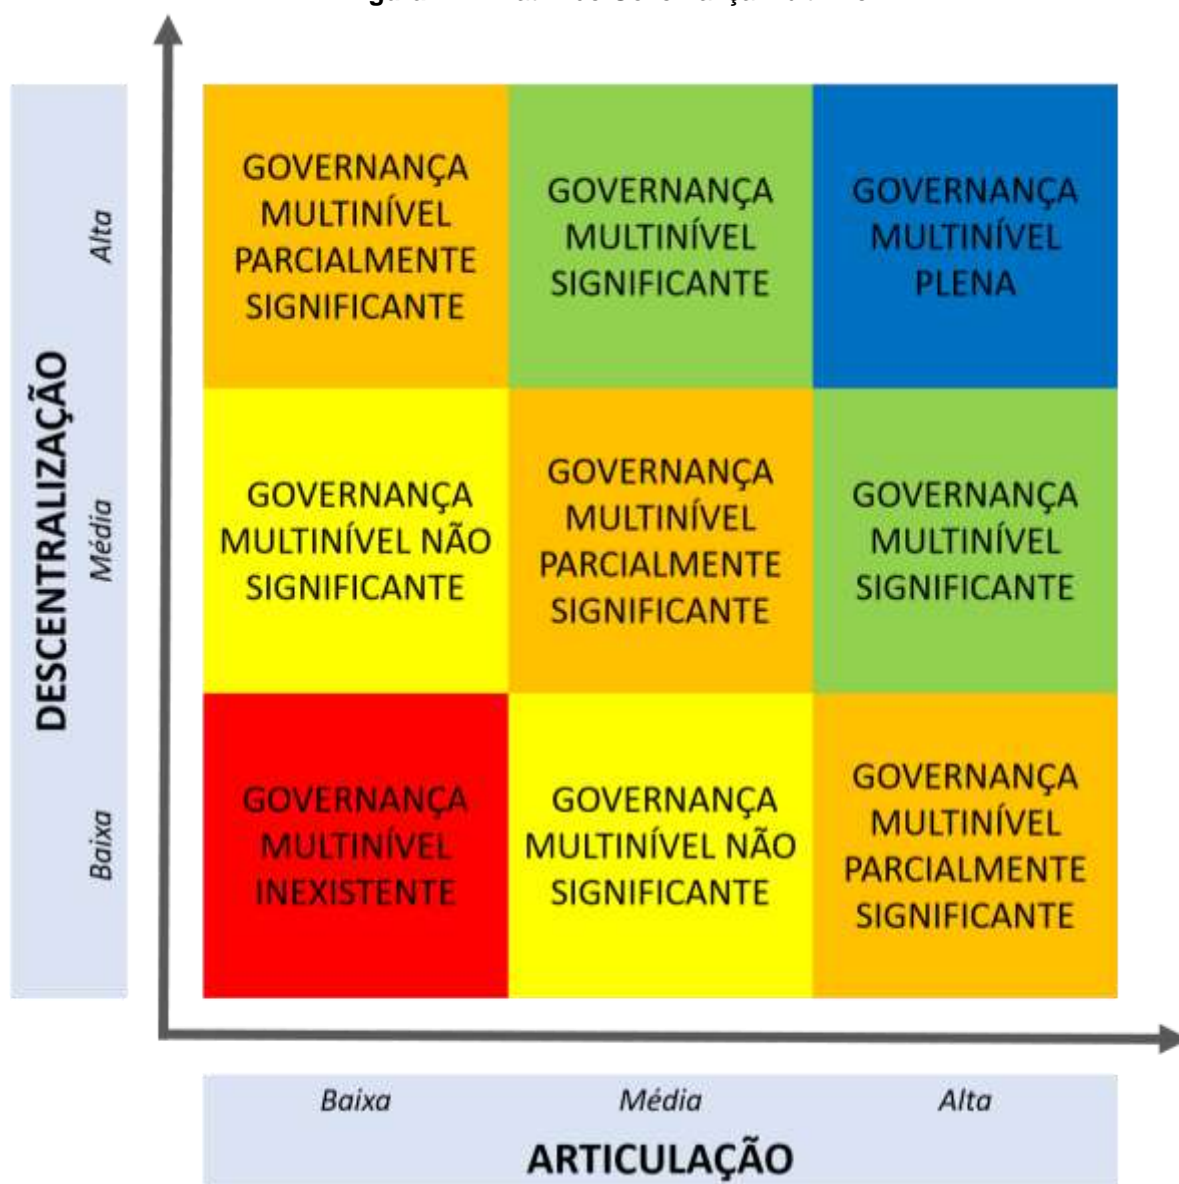 Alta
GOVERNANÇA
MULTINÍVEL
PARCIALMENTE
SIGNIFICANTE
GOVERNANÇA
MULTINÍVEL
SIGNIFICANTE
GOVERNANÇA
MULTINÍVEL
PLENA
DESCENTRALIZAÇÃO
Média
GOVERNANÇA
MULTINÍVEL NÃO
SIGNIFICANTE
GOVERNANÇA
MULTINÍVEL
PARCIALMENTE
SIGNIFICANTE
GOVERNANÇA
MULTINÍVEL
SIGNIFICANTE
Baixa
GOVERNANÇA
MULTINÍVEL
INEXISTENTE
GOVERNANÇA
MULTINÍVEL NÃO
SIGNIFICANTE
GOVERNANÇA
MULTINÍVEL
PARCIALMENTE
SIGNIFICANTE
Baixa Média Alta
ARTICULAÇÃO